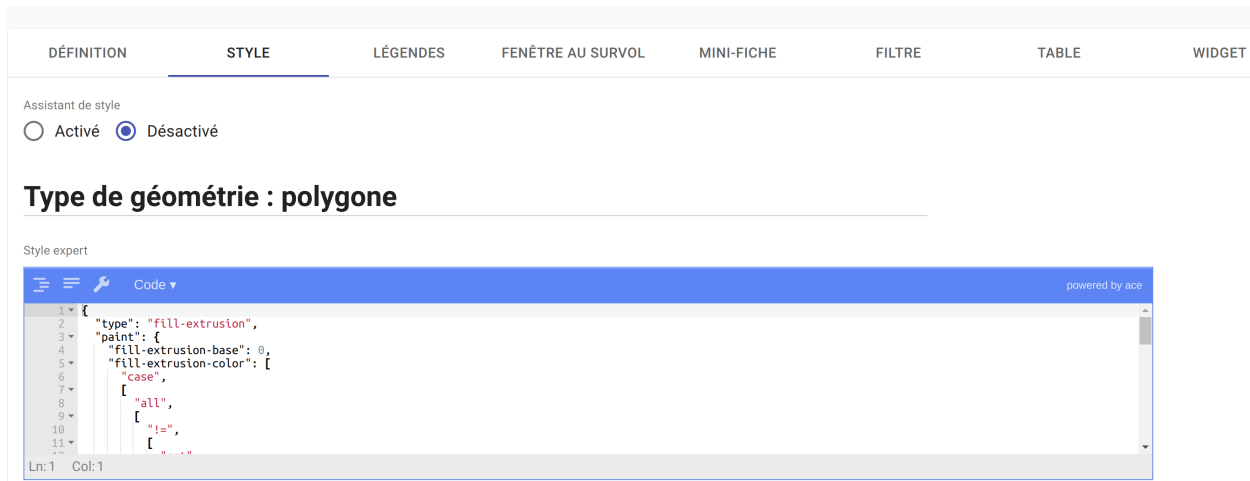 DÉFINITION STYLE LÉGENDES FENÊTRE AU SURVOL MINI-FICHE FILTRE TABLE WIDGET
Assistant de style
Activé Désactivé
Type de géométrie : polygone
Style expert
Code ▾ powered by ace
1 {
2 "type": "fill-extrusion",
3 "paint": {
4 "fill-extrusion-base": 0,
5 "fill-extrusion-color": [
6 "case",
7 [
8 "all",
9 [
10 "!=",
11 [
Ln: 1 Col: 1